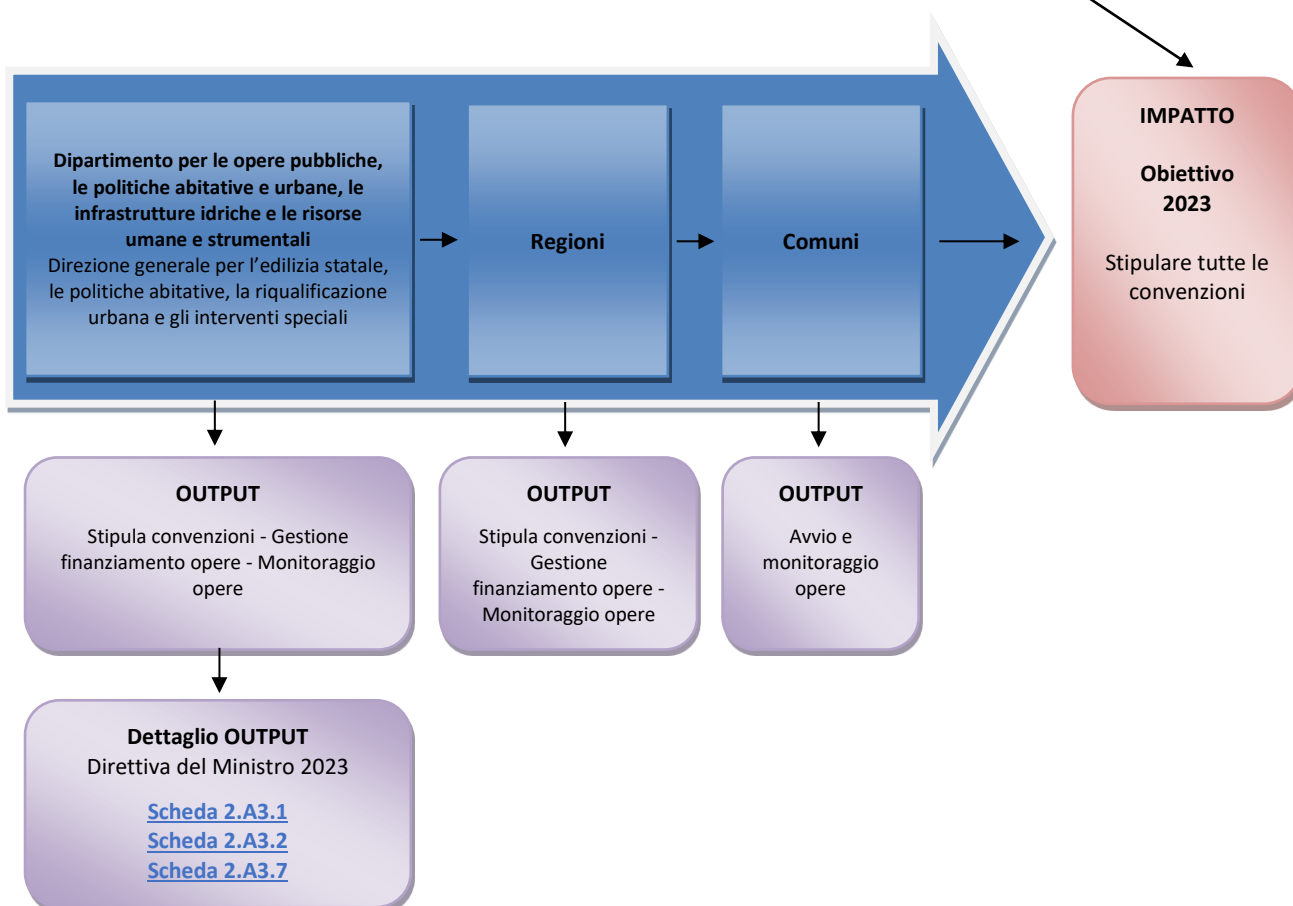 Dipartimento per le opere pubbliche,
le politiche abitative e urbane, le
infrastrutture idriche e le risorse
umane e strumentali
Direzione generale per l'edilizia statale,
le politiche abitative, la riqualificazione
urbana e gli interventi speciali
Regioni
Comuni
IMPATTO
Obiettivo
2023
Stipulare tutte le
convenzioni
OUTPUT
Stipula convenzioni - Gestione
finanziamento opere - Monitoraggio
opere
OUTPUT
Stipula convenzioni -
Gestione
finanziamento opere -
Monitoraggio opere
OUTPUT
Avvio e
monitoraggio
opere
Dettaglio OUTPUT
Direttiva del Ministro 2023
Scheda 2.A3.1
Scheda 2.A3.2
Scheda 2.A3.7